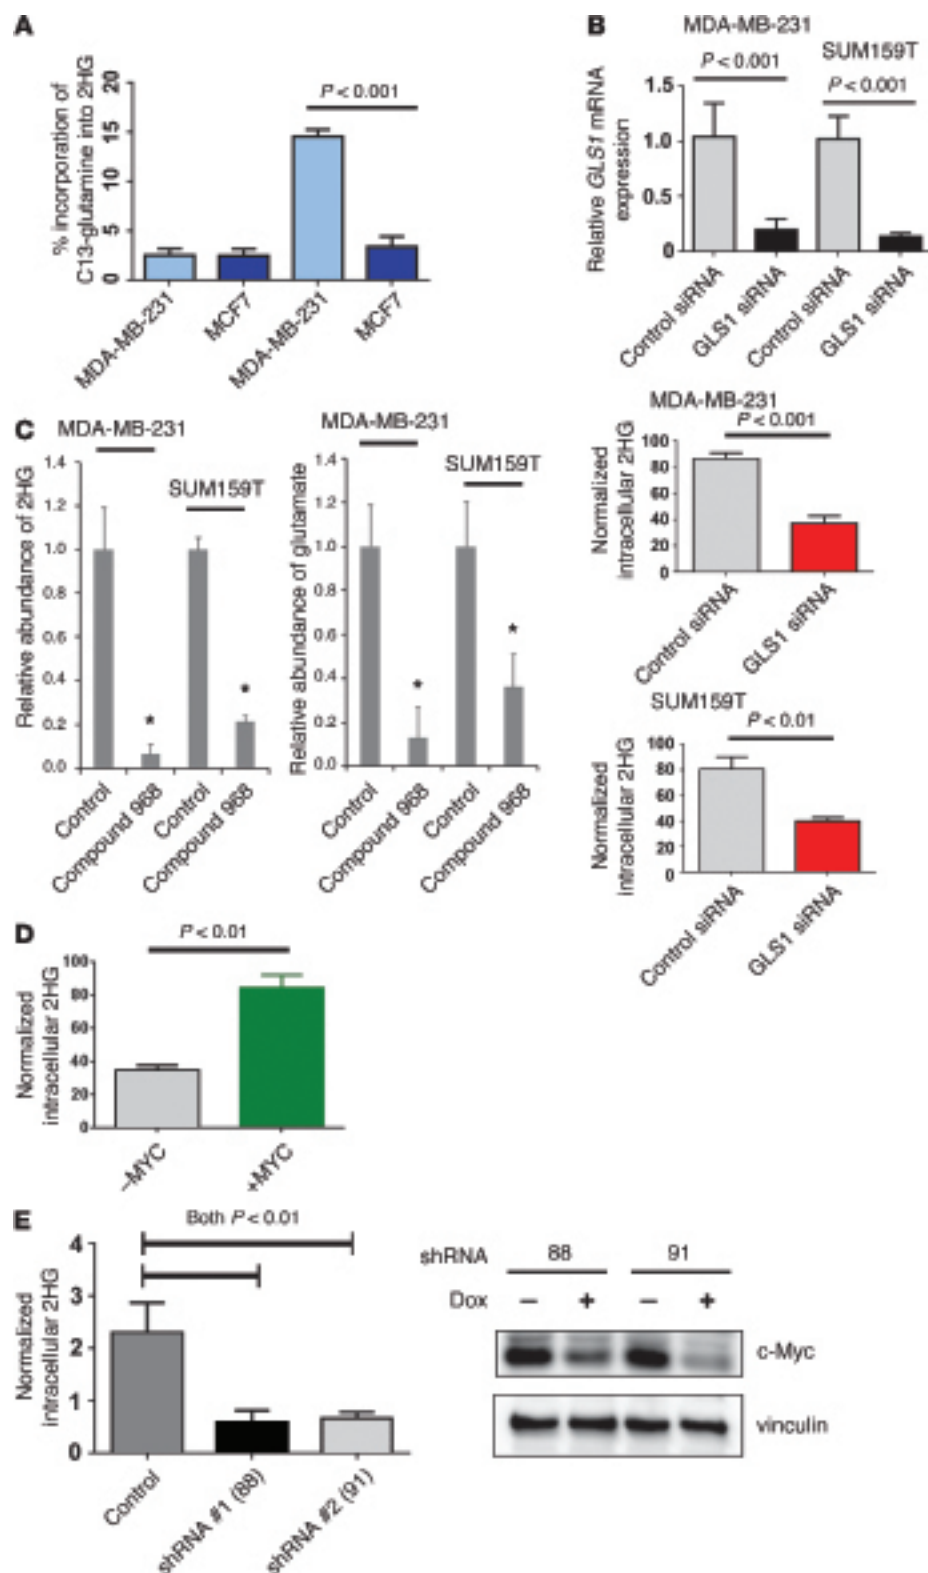 A
% incorporation of
C13-glutamine into 2HG
20
15
10
5
0
P < 0.001
MDA-MB-231
MCF7
MDA-MB-231
MCF7
B
MDA-MB-231
SUM159T
P < 0.001
P < 0.001
Relative GLS1 mRNA
expression
1.5
1.0
0.5
0
Control siRNA
GLS1 siRNA
Control siRNA
GLS1 siRNA
MDA-MB-231
P < 0.001
Normalized
intracellular 2HG
100
80
60
40
20
0
Control siRNA
GLS1 siRNA
SUM159T
P < 0.01
Normalized
intracellular 2HG
100
80
60
40
20
0
Control siRNA
GLS1 siRNA
C
MDA-MB-231
SUM159T
Relative abundance of 2HG
1.4
1.2
1.0
0.8
0.6
0.4
0.2
0.0
*
*
Control
Compound 968
Control
Compound 968
MDA-MB-231
SUM159T
Relative abundance of glutamate
1.4
1.2
1.0
0.8
0.6
0.4
0.2
0.0
*
*
Control
Compound 968
Control
Compound 968
D
P < 0.01
Normalized
intracellular 2HG
100
80
60
40
20
0
–MYC
+MYC
E
Both P < 0.01
Normalized
intracellular 2HG
4
3
2
1
0
Control
shRNA #1 (88)
shRNA #2 (91)
shRNA 88 91
Dox – + – +
c-Myc
vinculin